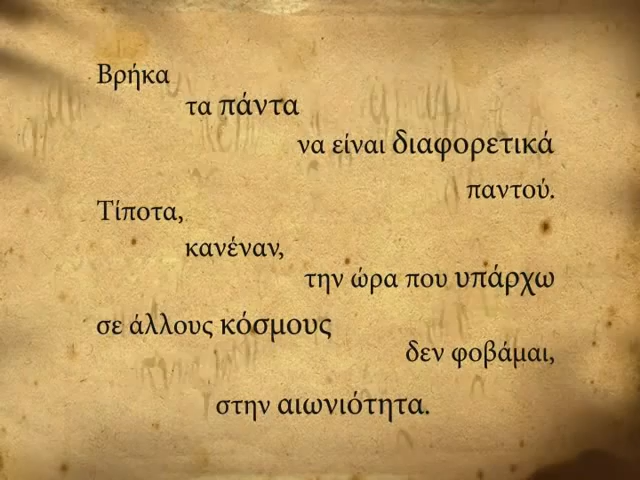 Βρήκα
τα πάντα
να είναι διαφορετικά
παντού.
Τίποτα,
κανέναν,
την ώρα που υπάρχω
σε άλλους κόσμους
δεν φοβάμαι,
στην αιωνιότητα.